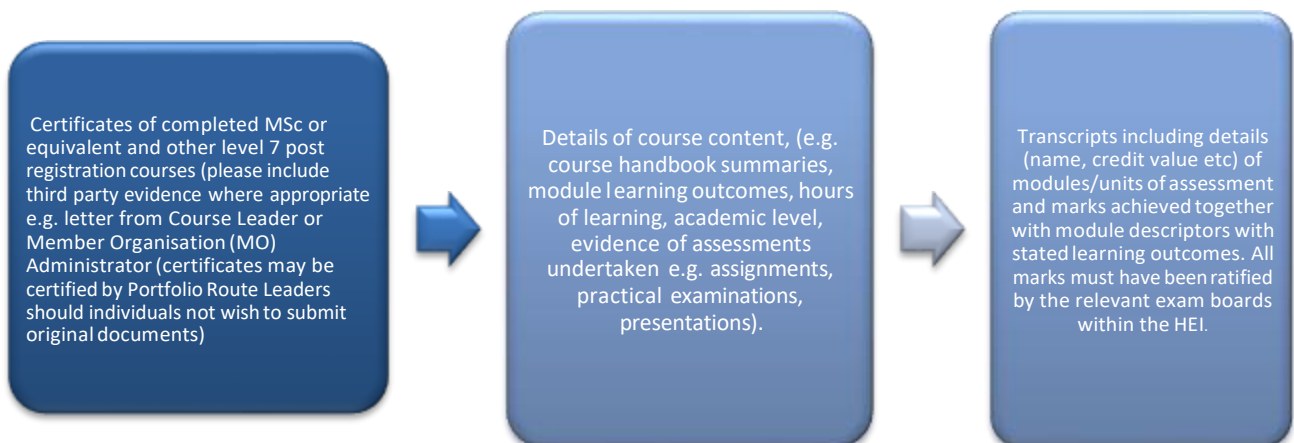 Certificates of completed MSc or
equivalent and other level 7 post
registration courses (please include
third party evidence where appropriate
e.g. letter from Course Leader or
Member Organisation (MO)
Administrator (certificates may be
certified by Portfolio Route Leaders
should individuals not wish to submit
original documents)
Details of course content, (e.g.
course handbook summaries,
module learning outcomes, hours
of learning, academic level,
evidence of assessments
undertaken e.g. assignments,
practical examinations,
presentations).
Transcripts including details
(name, credit value etc) of
modules/units of assessment
and marks achieved together
with module descriptors with
stated learning outcomes. All
marks must have been ratified
by the relevant exam boards
within the HEI.